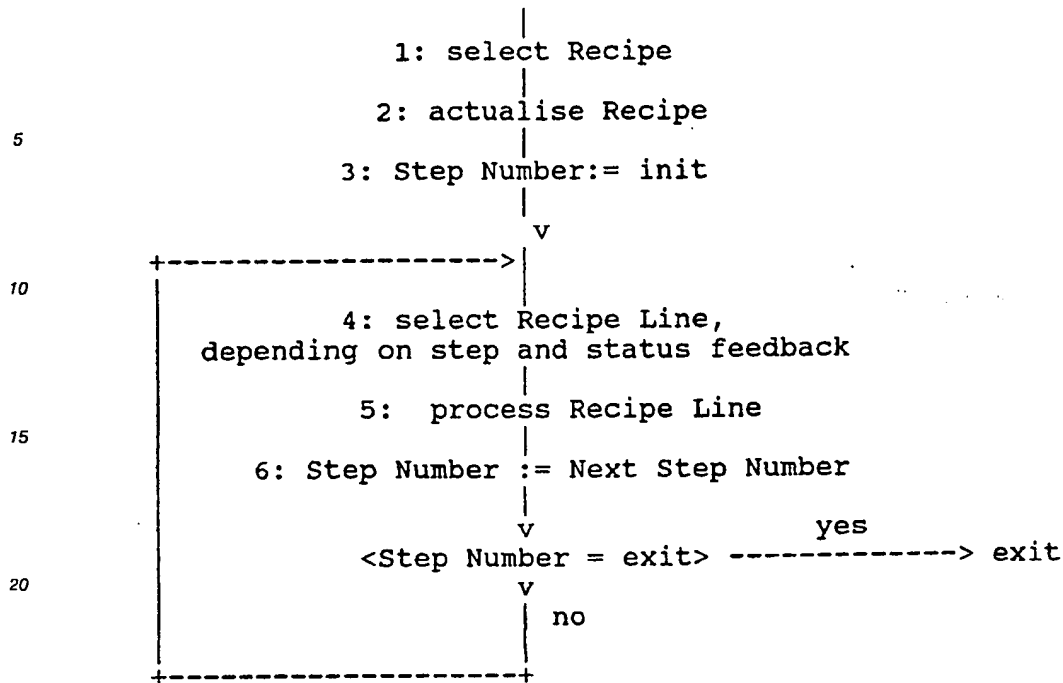 1: select Recipe
2: actualise Recipe
5
3: Step Number:= init
v
10
4: select Recipe Line,
depending on step and status feedback
5: process Recipe Line
15
6: Step Number := Next Step Number
v
yes
<Step Number = exit> -------------> exit
20
v
no